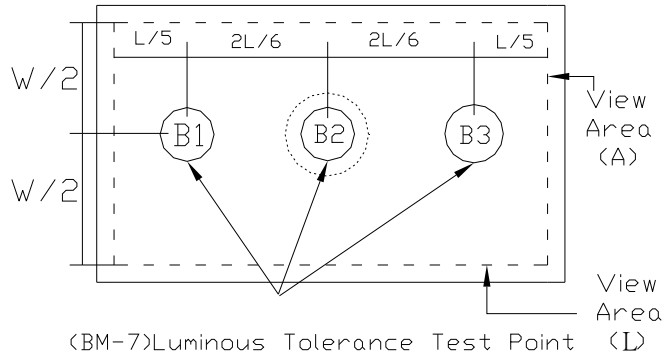 L/5 2L/6 2L/6 L/5
W/2
View
Area
(A)
B1 B2 B3
W/2
View
Area
(L)
(BM-7)Luminous Tolerance Test Point